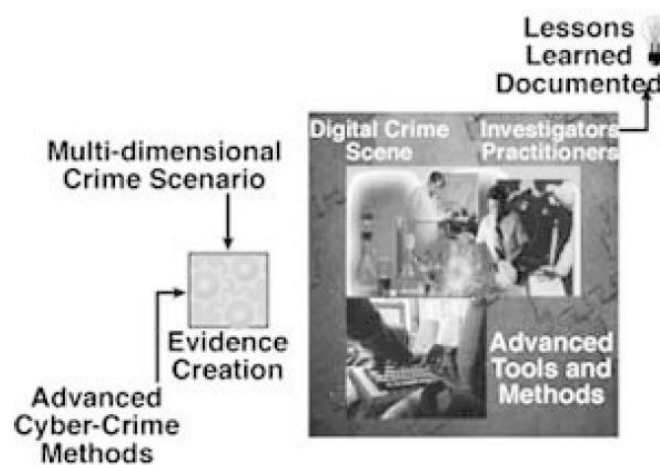 Lessons
Learned
Documented
Digital Crime
Scene
Investigators
Practitioners
Multi-dimensional
Crime Scenario
Evidence
Creation
Advanced
Tools and
Methods
Advanced
Cyber-Crime
Methods